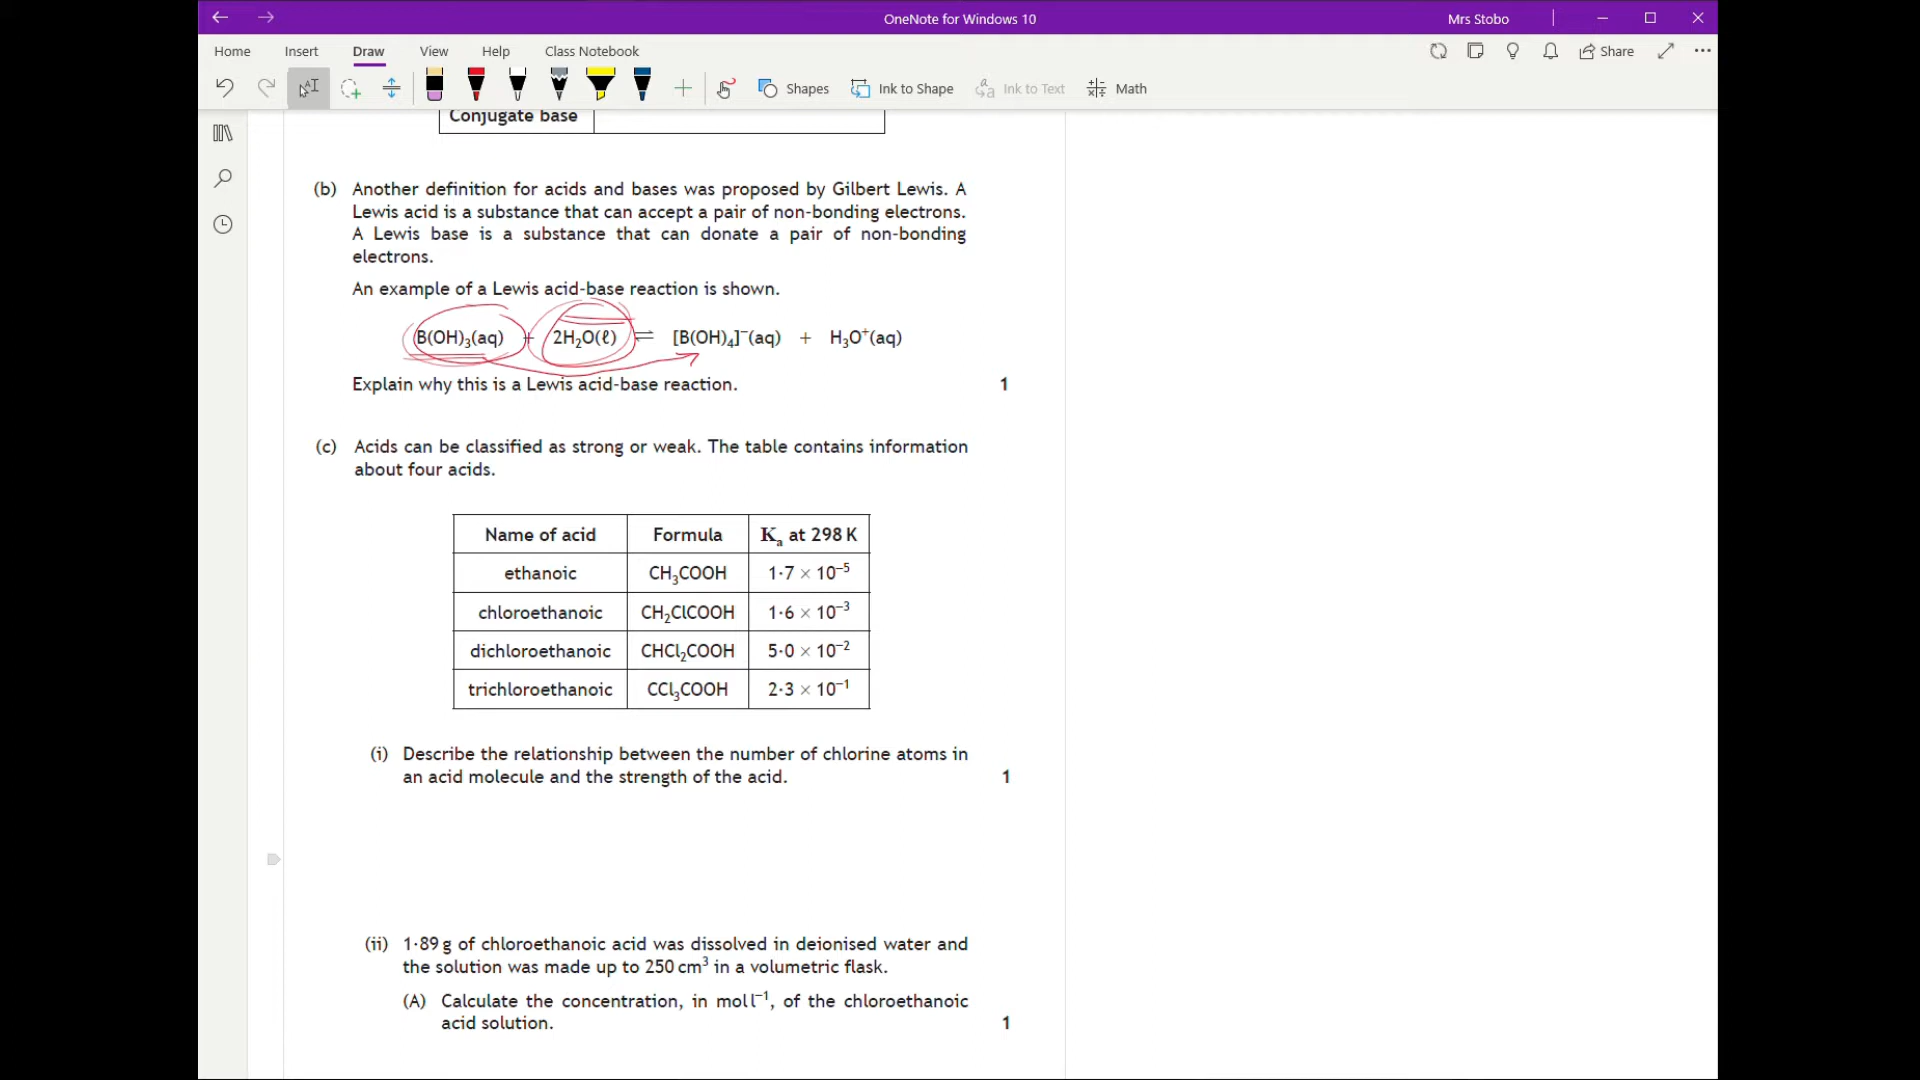 OneNote for Windows 10
Mrs Stobo
Home Insert Draw View Help Class Notebook
Share
Shapes Ink to Shape Ink to Text Math
Conjugate base
(b) Another definition for acids and bases was proposed by Gilbert Lewis. A
Lewis acid is a substance that can accept a pair of non-bonding electrons.
A Lewis base is a substance that can donate a pair of non-bonding
electrons.
An example of a Lewis acid-base reaction is shown.
B(OH)₃(aq) + 2H₂O(ℓ) ⇌ [B(OH)₄]⁻(aq) + H₃O⁺(aq)
Explain why this is a Lewis acid-base reaction. 1
(c) Acids can be classified as strong or weak. The table contains information
about four acids.
Name of acid Formula Kₐ at 298 K
ethanoic CH₃COOH 1·7 × 10⁻⁵
chloroethanoic CH₂ClCOOH 1·6 × 10⁻³
dichloroethanoic CHCl₂COOH 5·0 × 10⁻²
trichloroethanoic CCl₃COOH 2·3 × 10⁻¹
(i) Describe the relationship between the number of chlorine atoms in
an acid molecule and the strength of the acid. 1
(ii) 1·89 g of chloroethanoic acid was dissolved in deionised water and
the solution was made up to 250 cm³ in a volumetric flask.
(A) Calculate the concentration, in mol l⁻¹, of the chloroethanoic
acid solution. 1